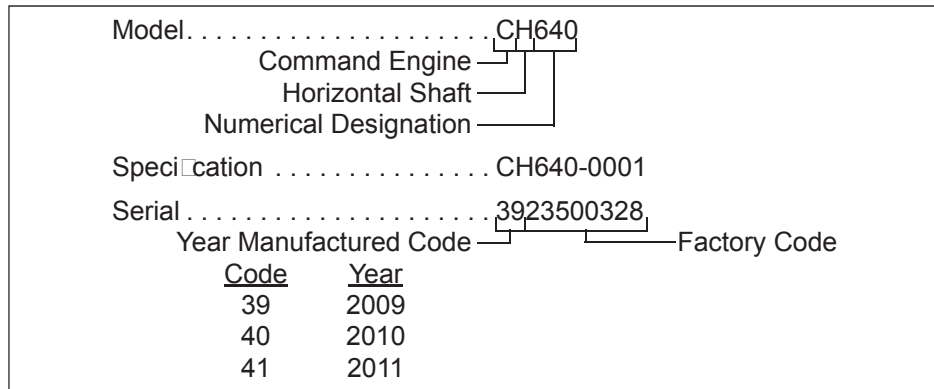 Model. . . . . . . . . . . . . . . . . . . . . CH640
Command Engine
Horizontal Shaft
Numerical Designation
Speci□cation . . . . . . . . . . . . . . . CH640-0001
Serial . . . . . . . . . . . . . . . . . . . . . 3923500328
Year Manufactured Code Factory Code
Code Year
39 2009
40 2010
41 2011